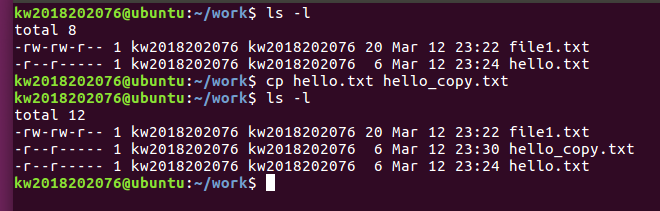 kw2018202076@ubuntu:~/work$ ls -l
total 8
-rw-rw-r-- 1 kw2018202076 kw2018202076 20 Mar 12 23:22 file1.txt
-r--r----- 1 kw2018202076 kw2018202076  6 Mar 12 23:24 hello.txt
kw2018202076@ubuntu:~/work$ cp hello.txt hello_copy.txt
kw2018202076@ubuntu:~/work$ ls -l
total 12
-rw-rw-r-- 1 kw2018202076 kw2018202076 20 Mar 12 23:22 file1.txt
-r--r----- 1 kw2018202076 kw2018202076  6 Mar 12 23:30 hello_copy.txt
-r--r----- 1 kw2018202076 kw2018202076  6 Mar 12 23:24 hello.txt
kw2018202076@ubuntu:~/work$